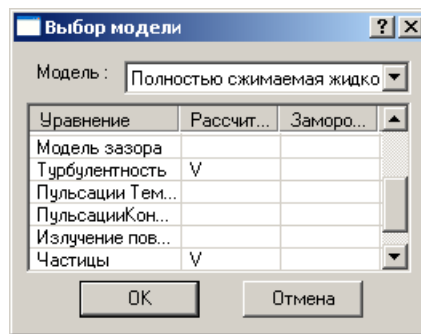 Выбор модели
Модель : Полностью сжимаемая жидко
Уравнение Рассчит... Заморо...
Модель зазора
Турбулентность V
Пульсации Тем...
ПульсацииКон...
Излучение пов...
Частицы V
OK Отмена